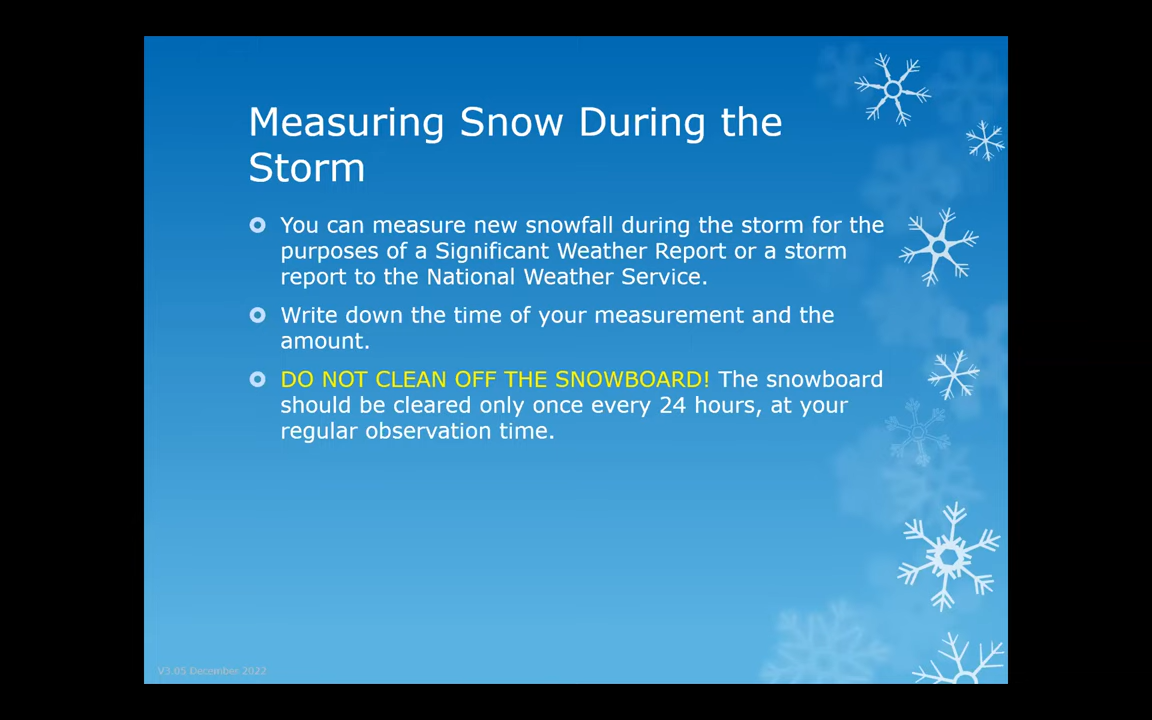 Measuring Snow During the
Storm
You can measure new snowfall during the storm for the
purposes of a Significant Weather Report or a storm
report to the National Weather Service.
Write down the time of your measurement and the
amount.
DO NOT CLEAN OFF THE SNOWBOARD! The snowboard
should be cleared only once every 24 hours, at your
regular observation time.
V3.05 December 2022